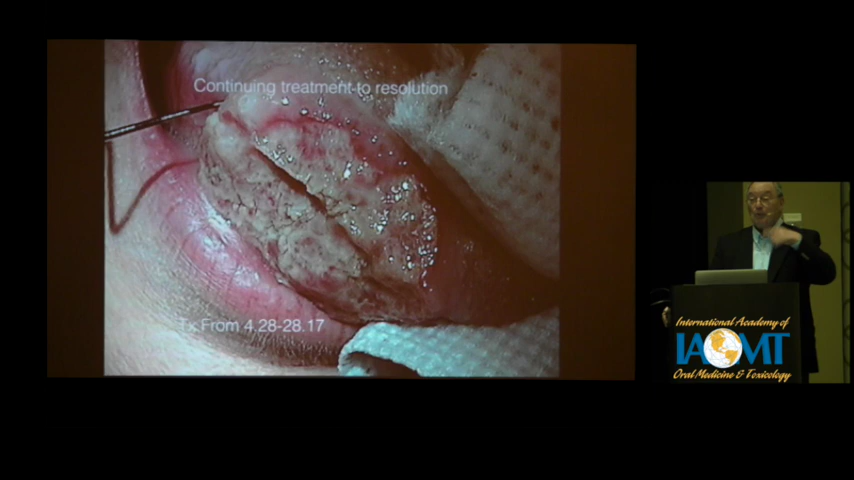 Continuing treatment to resolution
Tx From 4.28-28.17
International Academy of
IAOMT
Oral Medicine & Toxicology